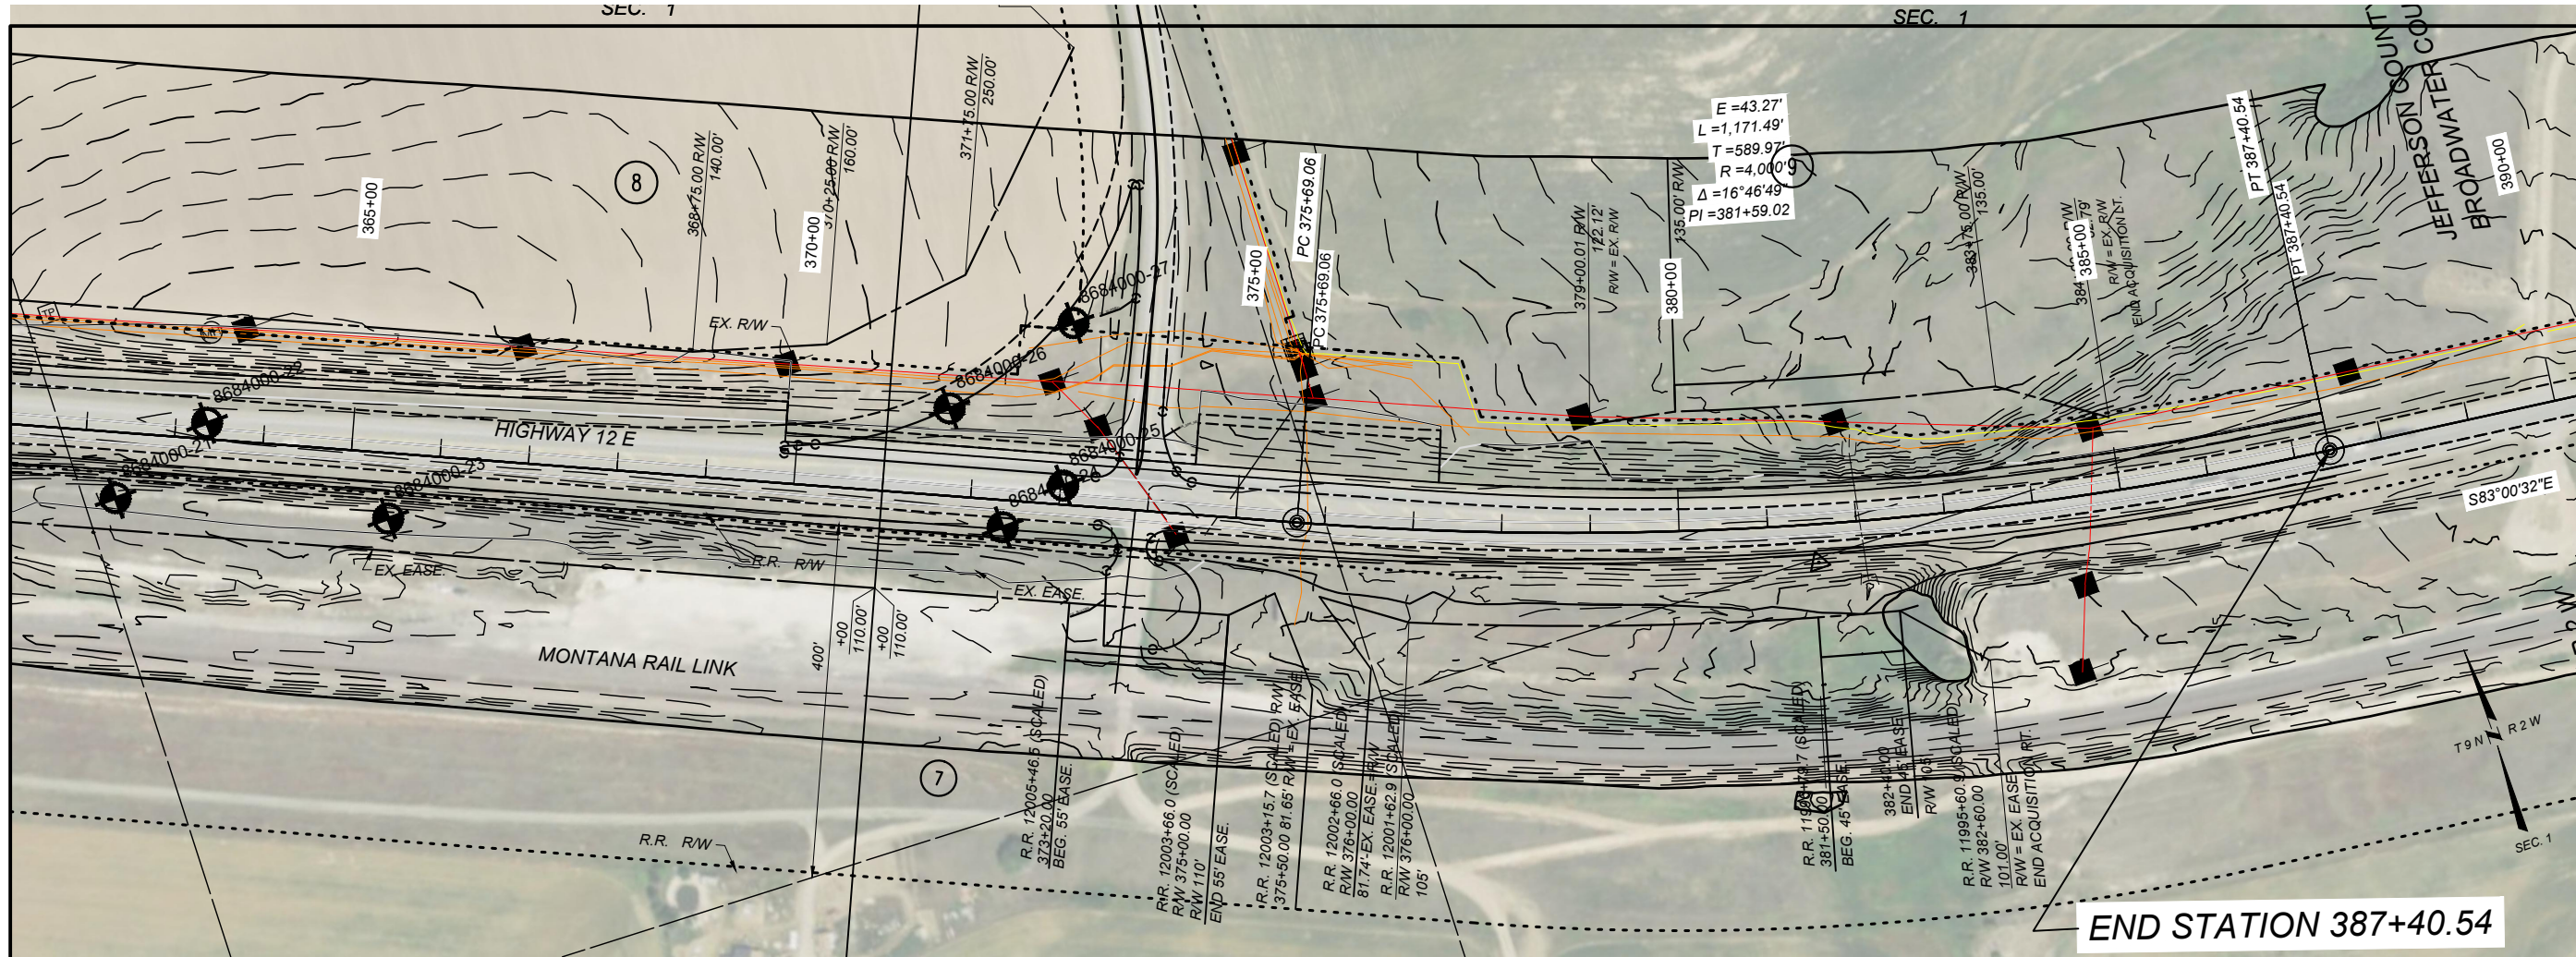 SEC. 1
SEC. 1
JEFFERSON COUNTY
BROADWATER COU
371+75.00 R/W
250.00'
368+75.00 R/W
140.00'
370+25.00 R/W
160.00'
365+00
370+00
8
E =43.27'
L =1,171.49'
T =589.97'
R =4,000'
Δ =16°46'49"
PI =381+59.02
9
375+00
PC 375+69.06
PC 375+69.06
379+00.01 R/W
122.12'
R/W = EX. R/W
380+00
135.00' R/W
383+75.00 R/W
135.00'
385+00
R/W = EX. R/W
END ACQUISITION LT.
PT 387+40.54
PT 387+40.54
390+00
TP
MH
EX. R/W
8684000-27
8684000-26
8684000-22
8684000-25
8684000-21
8684000-23
8684000-24
HIGHWAY 12 E
S83°00'32"E
EX. EASE.
R.R. R/W
EX. EASE.
MONTANA RAIL LINK
400'
+00
110.00'
+00
110.00'
7
R.R. R/W
R.R. 12005+46.5 (SCALED)
373+20.00
BEG. 55' EASE.
R.R. 12003+66.0 (SCALED)
R/W 375+00.00
R/W 110'
END 55' EASE.
R.R. 12003+15.7 (SCALED) R/W
375+50.00 81.65' R/W = EX. EASE.
R.R. 12002+66.0 (SCALED)
R/W 376+00.00
81.74'-EX. EASE.=R/W
R.R. 12001+62.9 (SCALED)
R/W 376+00.00
105'
(SCALED)
381+50.00
BEG. 45' EASE.
382+40.00
END 45' EASE.
R/W 105'
R.R. 11995+60.9 (SCALED)
R/W 382+60.00
101.00'
R/W = EX. EASE.
END ACQUISITION RT.
T9N R2W
SEC. 1
END STATION 387+40.54